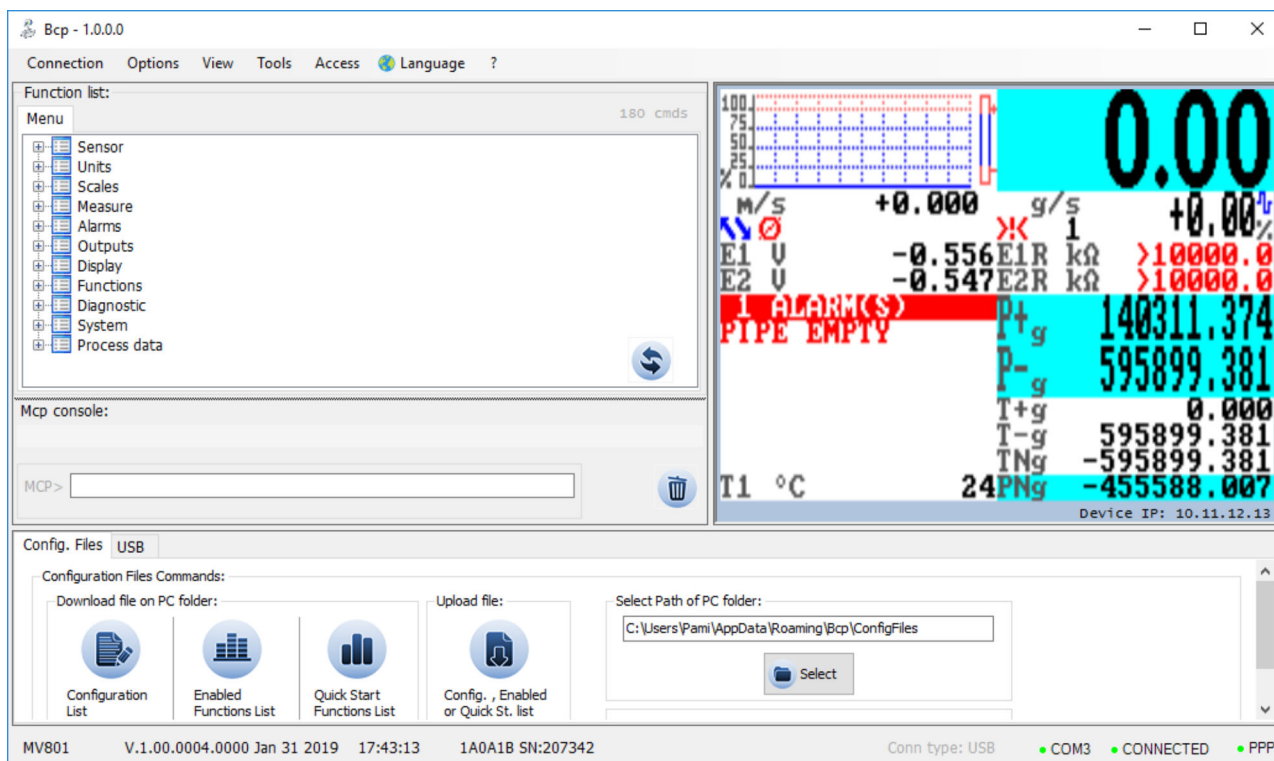 Bcp - 1.0.0.0
Connection Options View Tools Access Language ?
Function list:
Menu
180 cmds
Sensor
Units
Scales
Measure
Alarms
Outputs
Display
Functions
Diagnostic
System
Process data
Mcp console:
MCP>
100
75
50
25
% 0
0.00
m/s +0.000 g/s +0.00%
1
E1 V -0.556 E1R kΩ >10000.0
E2 V -0.547 E2R kΩ >10000.0
1 ALARM(S)
PIPE EMPTY
P+g 140311.374
P-g 595899.381
T+g 0.000
T-g 595899.381
TNg -595899.381
T1 °C 24 PNg -455588.007
Device IP: 10.11.12.13
Config. Files USB
Configuration Files Commands:
Download file on PC folder:
Configuration
List
Enabled
Functions List
Quick Start
Functions List
Upload file:
Config. , Enabled
or Quick St. list
Select Path of PC folder:
C:\Users\Pami\AppData\Roaming\Bcp\ConfigFiles
Select
MV801 V.1.00.0004.0000 Jan 31 2019 17:43:13 1A0A1B SN:207342 Conn type: USB COM3 CONNECTED PPP